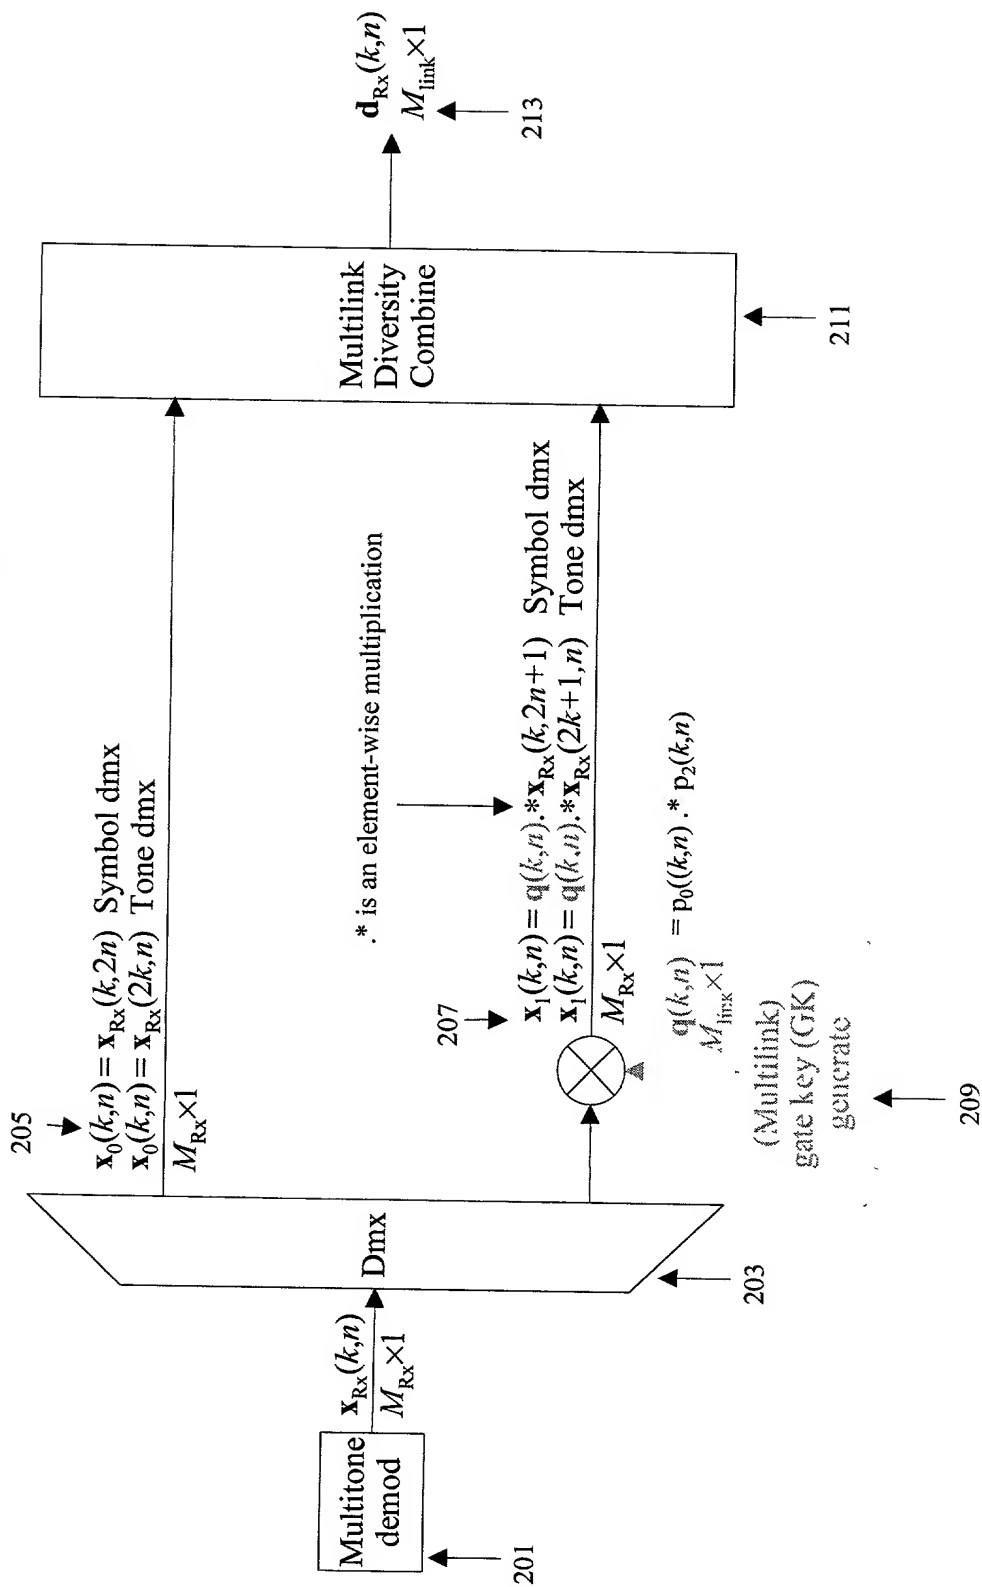 201
Multitone
demod
x_Rx(k,n)
M_Rx×1
Dmx
203
205
x_0(k,n) = x_Rx(k,2n) Symbol dmx
x_0(k,n) = x_Rx(2k,n) Tone dmx
M_Rx×1
.* is an element-wise multiplication
207
x_1(k,n) = q(k,n).*x_Rx(k,2n+1) Symbol dmx
x_1(k,n) = q(k,n).*x_Rx(2k+1,n) Tone dmx
M_Rx×1
q(k,n) = p_0((k,n) .* p_2(k,n)
M_link×1
(Multilink)
gate key (GK)
generate
209
Multilink
Diversity
Combine
211
d_Rx(k,n)
M_link×1
213